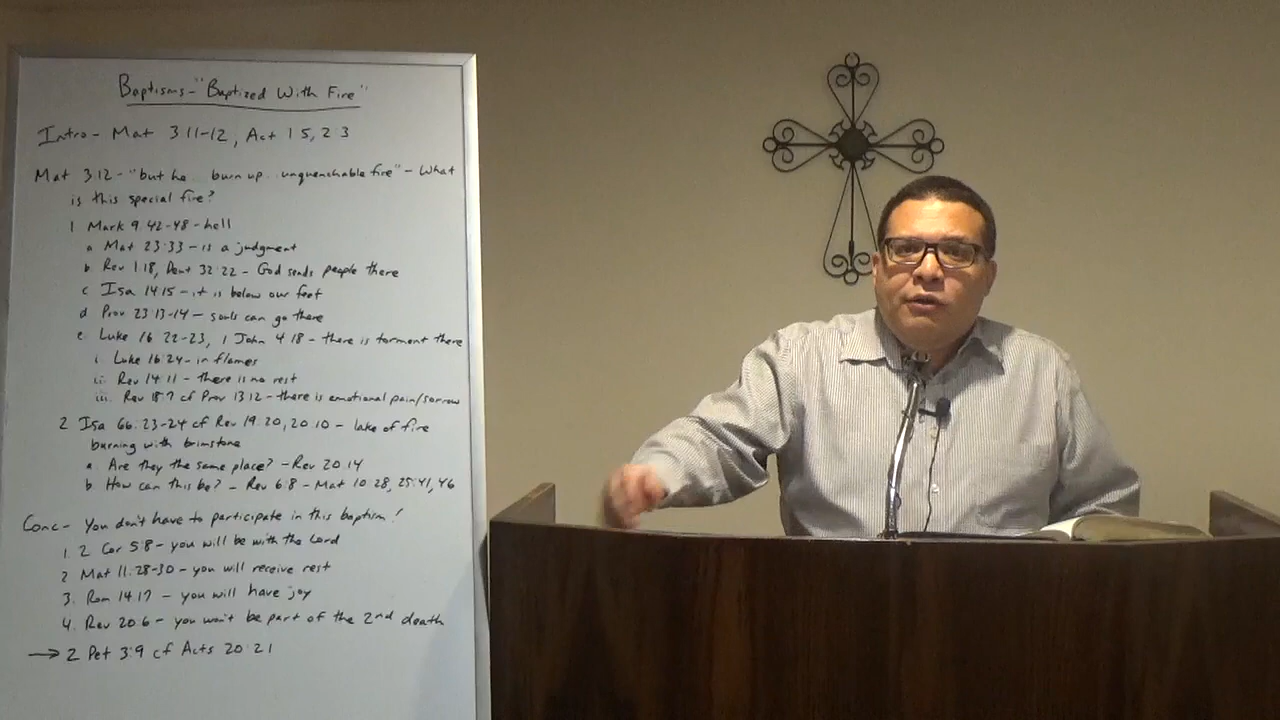 Baptisms - "Baptized With Fire"
Intro - Mat 3:11-12, Act 1:5, 2:3
Mat 3:12 - "but he.. burn up.. unquenchable fire" - What
is this special fire?
1. Mark 9:42-48 - hell
a. Mat 23:33 - is a judgment
b. Rev 1:18, Deut 32:22 - God sends people there
c. Isa 14:15 - it is below our feet
d. Prov 23:13-14 - souls can go there
e. Luke 16:22-23, 1 John 4:18 - there is torment there
i. Luke 16:24 - in flames
ii. Rev 14:11 - there is no rest
iii. Rev 18:7 cf Prov 13:12 - there is emotional pain/sorrow
2. Isa 66:23-24 cf Rev 19:20, 20:10 - lake of fire
burning with brimstone
a. Are they the same place? - Rev 20:14
b. How can this be? - Rev 6:8 - Mat 10:28, 25:41, 46
Conc - You don't have to participate in this baptism!
1. 2 Cor 5:8 - you will be with the Lord
2. Mat 11:28-30 - you will receive rest
3. Rom 14:17 - you will have joy
4. Rev 20:6 - you won't be part of the 2nd death
→ 2 Pet 3:9 cf Acts 20:21